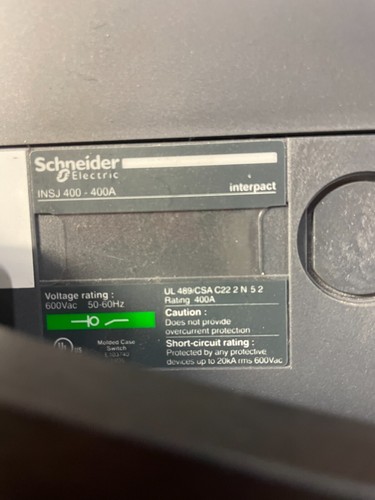 Schneider
Electric
INSJ 400 - 400A
interpact
Voltage rating :
600Vac 50-60Hz
UL 489/CSA C22 2 N 5 2
Rating 400A
Caution :
Does not provide
overcurrent protection
Short-circuit rating :
Protected by any protective
devices up to 20kA rms 600Vac
UL
Molded Case
Switch